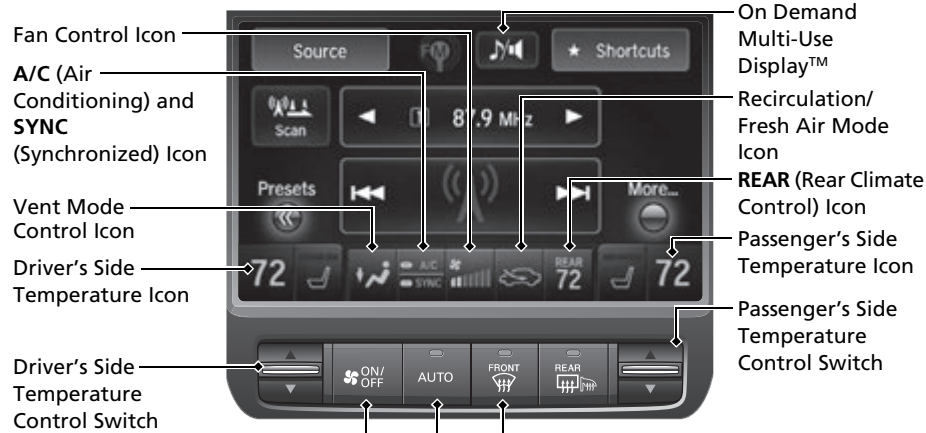 Fan Control Icon
A/C (Air
Conditioning) and
SYNC
(Synchronized) Icon
Vent Mode
Control Icon
Driver's Side
Temperature Icon
Driver's Side
Temperature
Control Switch
On Demand
Multi-Use
Display™
Recirculation/
Fresh Air Mode
Icon
REAR (Rear Climate
Control) Icon
Passenger's Side
Temperature Icon
Passenger's Side
Temperature
Control Switch
Source
FM
★ Shortcuts
Scan
1 87.9 MHz
Presets
More...
72
A/C
SYNC
REAR
72
72
ON/
OFF
AUTO
FRONT
REAR